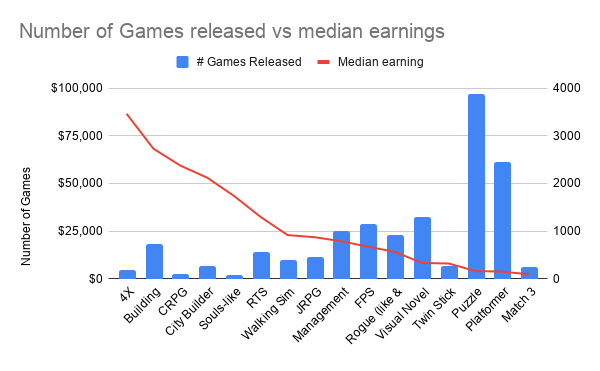 Number of Games released vs median earnings
# Games Released Median earning
$100,000
$75,000
$50,000
$25,000
$0
Number of Games
4000
3000
2000
1000
0
4X
Building
CRPG
City Builder
Souls-like
RTS
Walking Sim
JRPG
Management
FPS
Rogue (like &
Visual Novel
Twin Stick
Puzzle
Platformer
Match 3